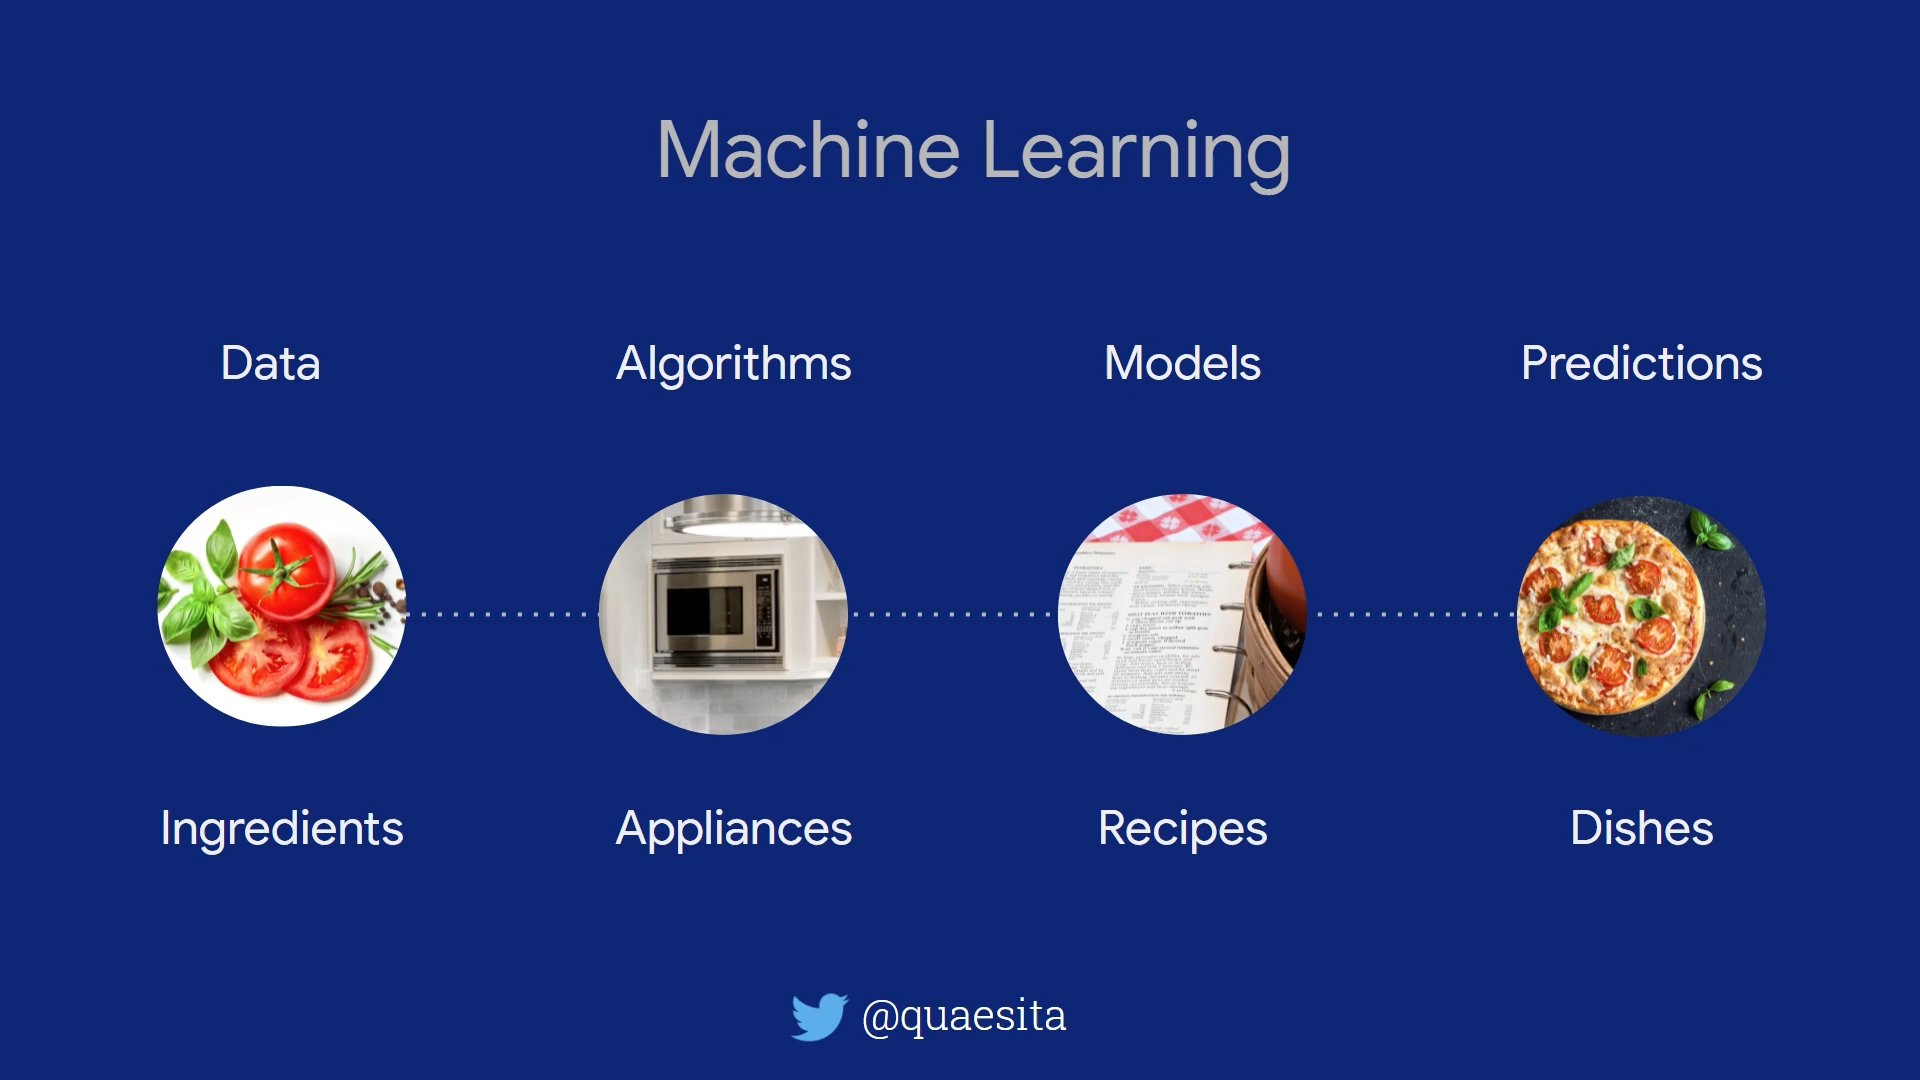 Machine Learning
Data
Algorithms
Models
Predictions
Ingredients
Appliances
Recipes
Dishes
@quaesita